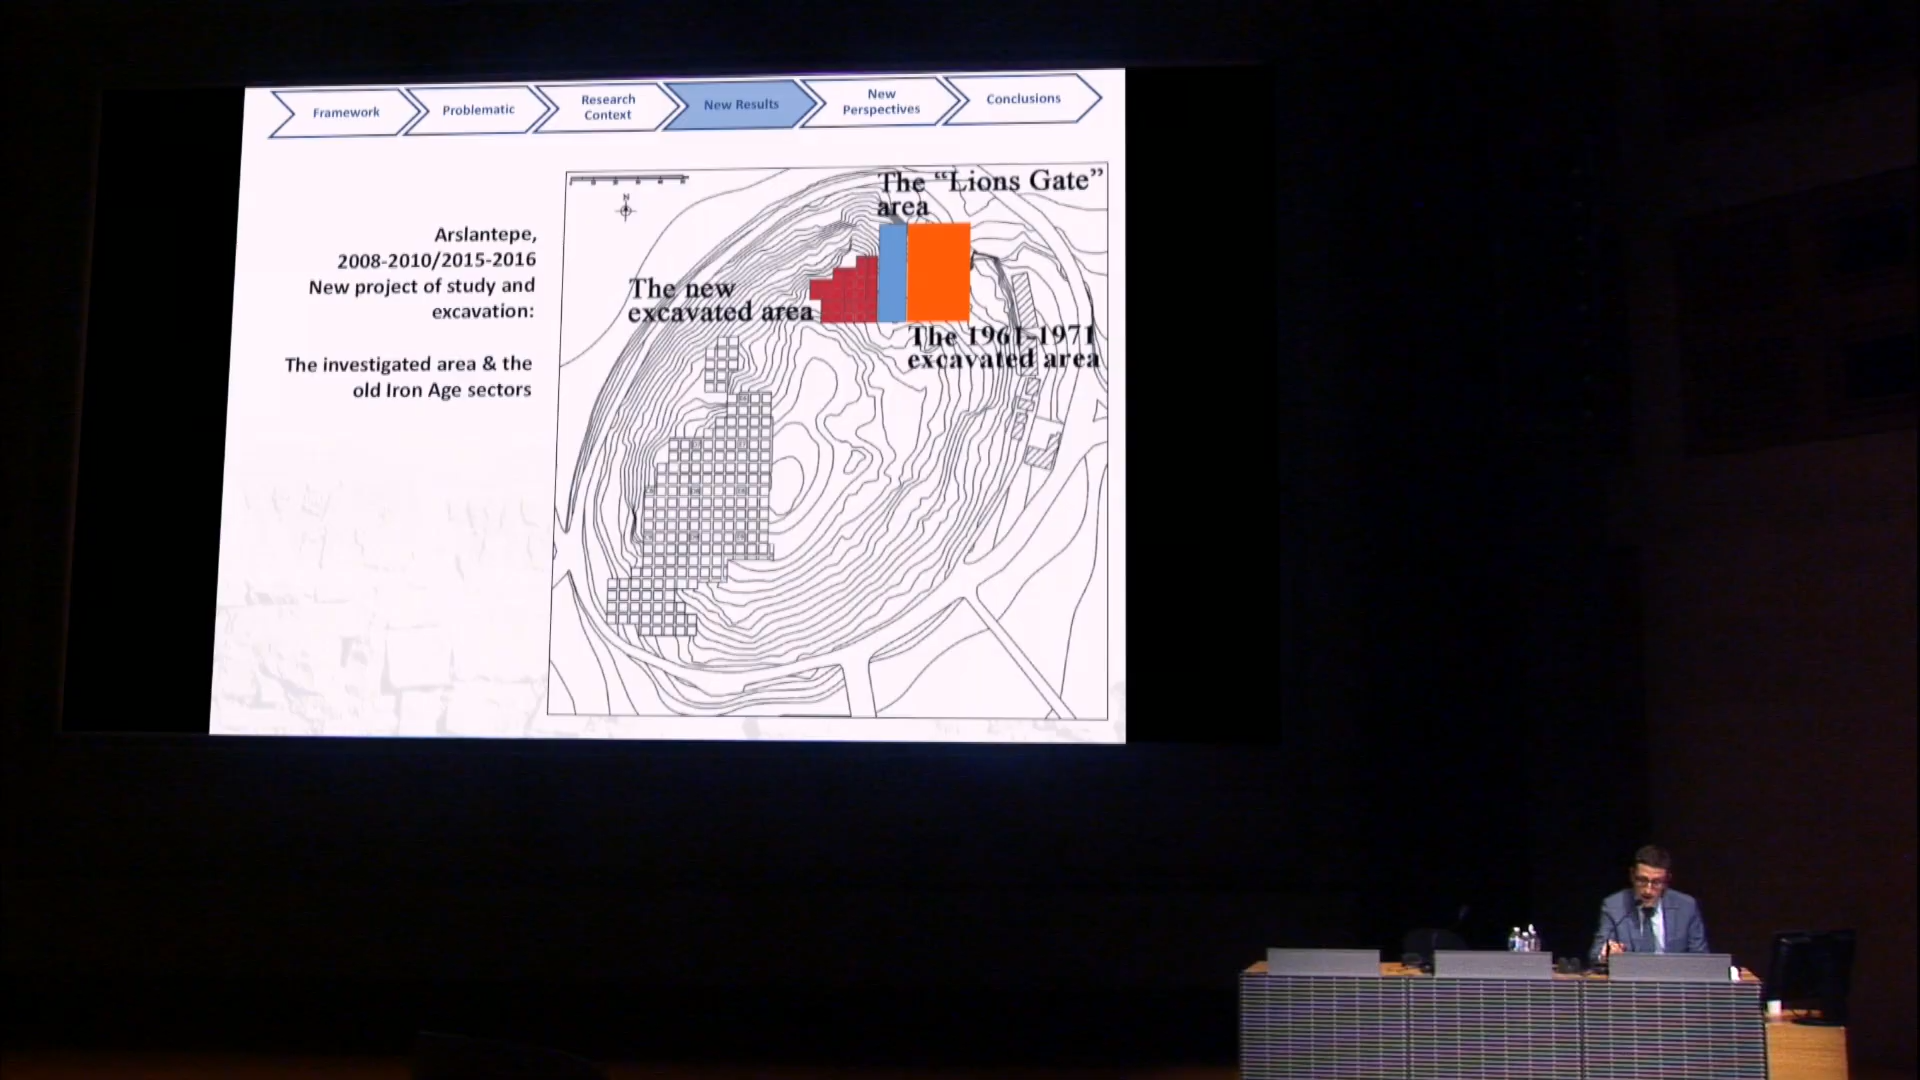 Framework
Problematic
Research
Context
New Results
New
Perspectives
Conclusions
Arslantepe,
2008-2010/2015-2016
New project of study and
excavation:
The investigated area & the
old Iron Age sectors
N
The “Lions Gate”
area
The new
excavated area
The 1961-1971
excavated area